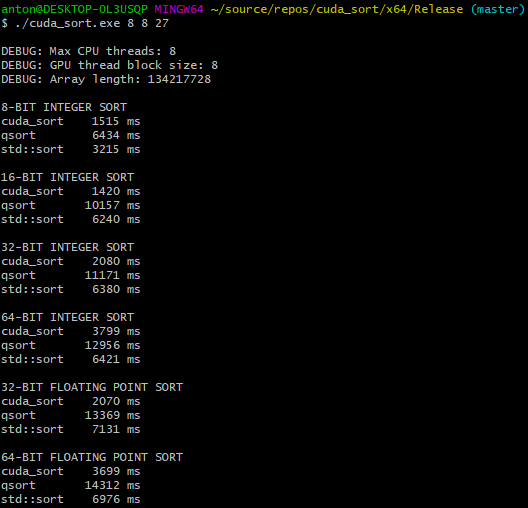 anton@DESKTOP-OL3USQP MINGW64 ~/source/repos/cuda_sort/x64/Release (master)
$ ./cuda_sort.exe 8 8 27
DEBUG: Max CPU threads: 8
DEBUG: GPU thread block size: 8
DEBUG: Array length: 134217728
8-BIT INTEGER SORT
cuda_sort    1515 ms
qsort        6434 ms
std::sort    3215 ms
16-BIT INTEGER SORT
cuda_sort    1420 ms
qsort       10157 ms
std::sort    6240 ms
32-BIT INTEGER SORT
cuda_sort    2080 ms
qsort       11171 ms
std::sort    6380 ms
64-BIT INTEGER SORT
cuda_sort    3799 ms
qsort       12956 ms
std::sort    6421 ms
32-BIT FLOATING POINT SORT
cuda_sort    2070 ms
qsort       13369 ms
std::sort    7131 ms
64-BIT FLOATING POINT SORT
cuda_sort    3699 ms
qsort       14312 ms
std::sort    6976 ms